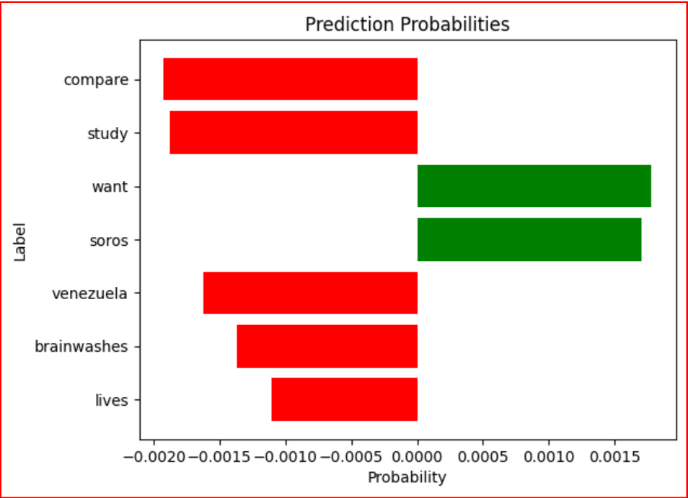 Prediction Probabilities
compare
study
want
soros
venezuela
brainwashes
lives
Label
−0.0020 −0.0015 −0.0010 −0.0005 0.0000 0.0005 0.0010 0.0015
Probability